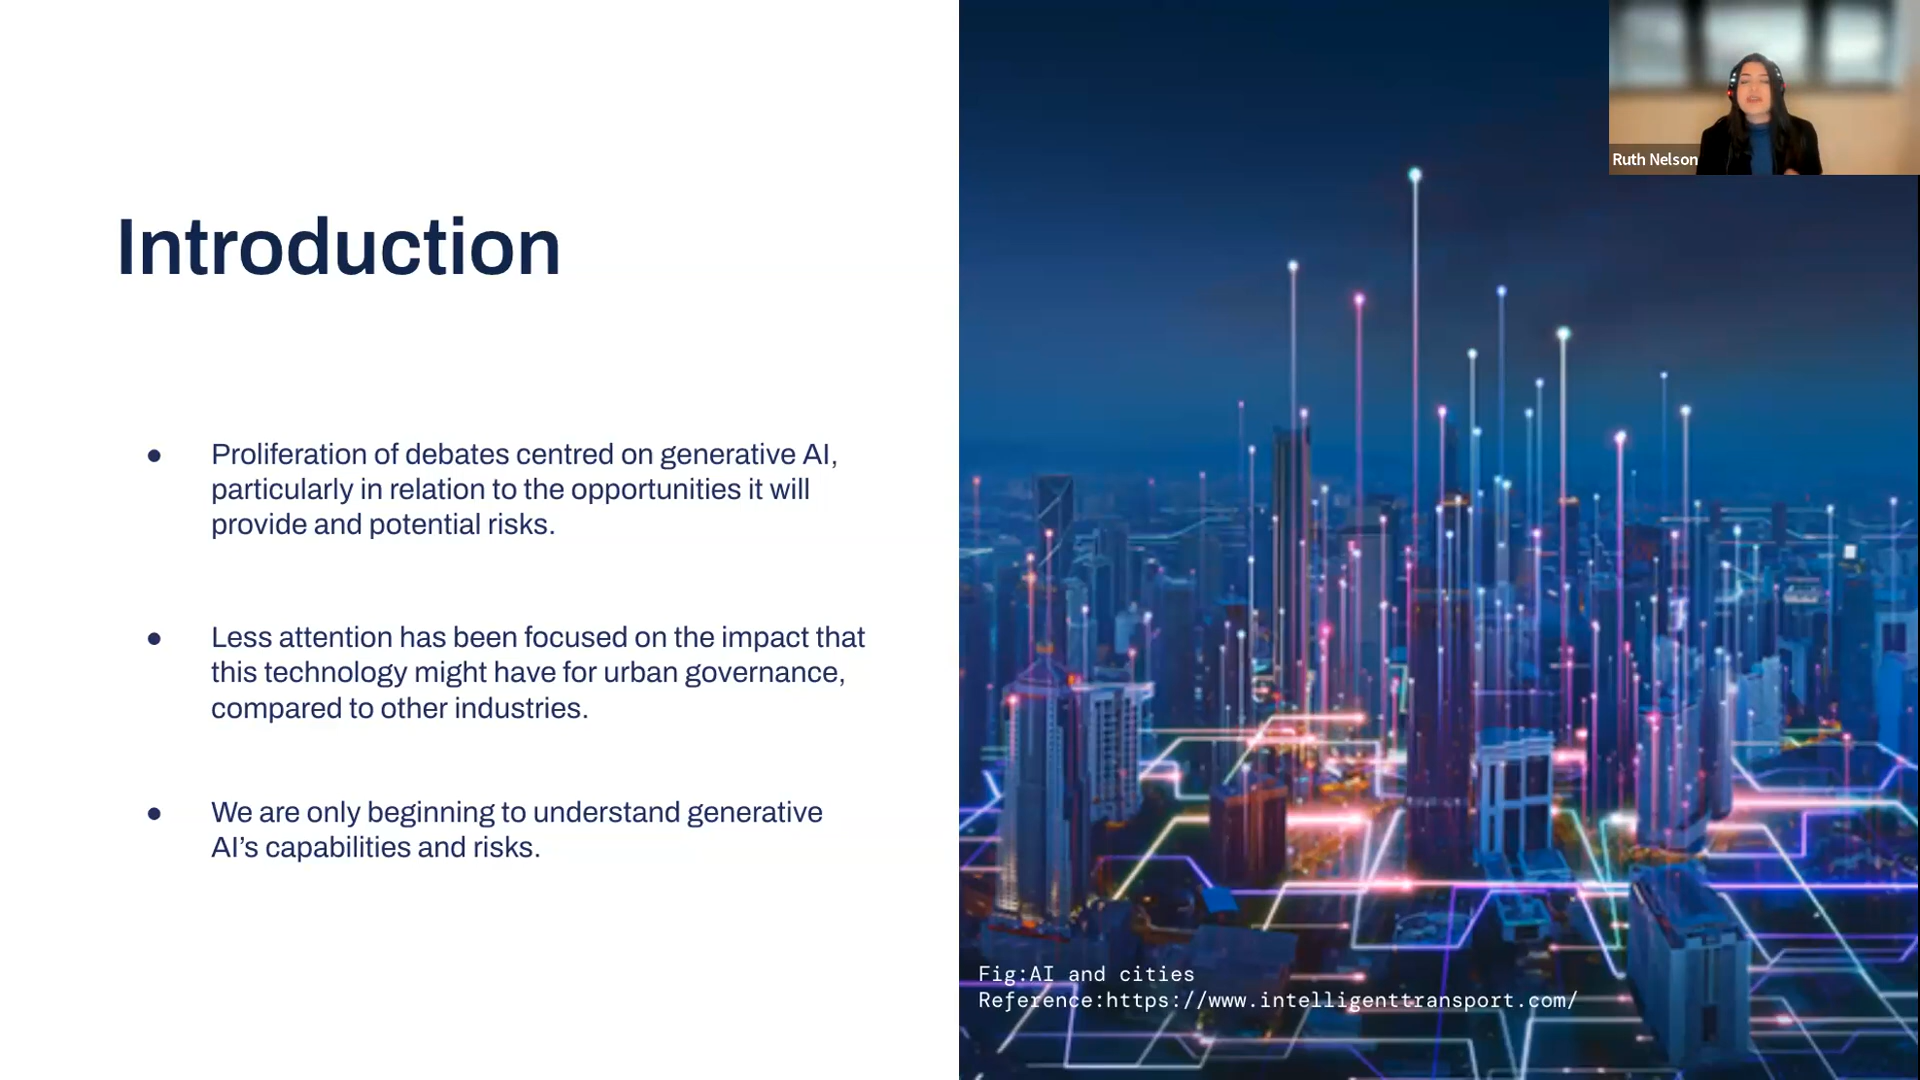 Introduction
● Proliferation of debates centred on generative AI,
particularly in relation to the opportunities it will
provide and potential risks.
● Less attention has been focused on the impact that
this technology might have for urban governance,
compared to other industries.
● We are only beginning to understand generative
AI’s capabilities and risks.
Ruth Nelson
Fig:AI and cities
Reference:https://www.intelligenttransport.com/